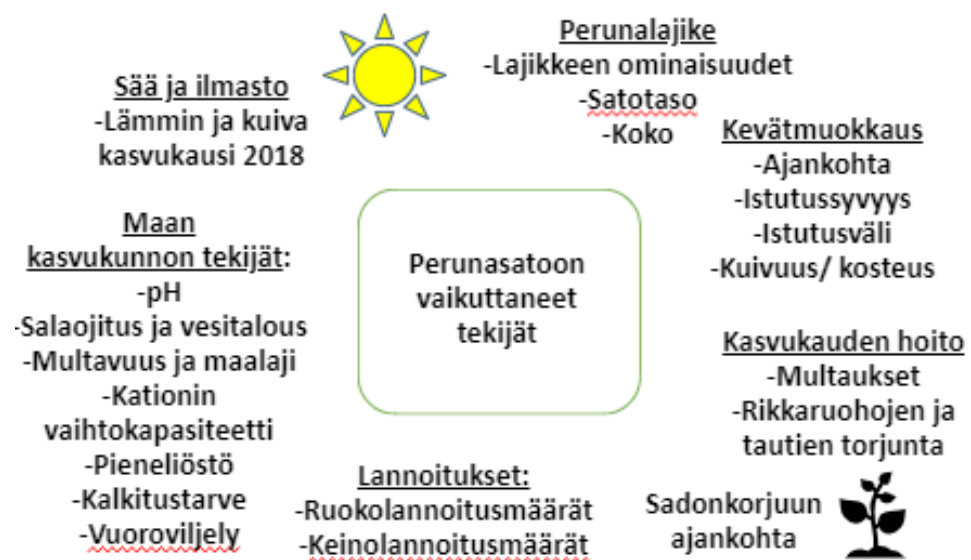 Perunalajike
-Lajikkeen ominaisuudet
-Satotaso
-Koko
Sää ja ilmasto
-Lämmin ja kuiva
kasvukausi 2018
Kevätmuokkaus
-Ajankohta
-Istutussyvyys
-Istutusväli
-Kuivuus/ kosteus
Maan
kasvukunnon tekijät:
-pH
-Salaojitus ja vesitalous
-Multavuus ja maalaji
-Kationin
vaihtokapasiteetti
-Pieneliöstö
-Kalkitustarve
-Vuoroviljely
Perunasatoon
vaikuttaneet
tekijät
Kasvukauden hoito
-Multaukset
-Rikkaruohojen ja
tautien torjunta
Lannoitukset:
-Ruokolannoitusmäärät
-Keinolannoitusmäärät
Sadonkorjuun
ajankohta